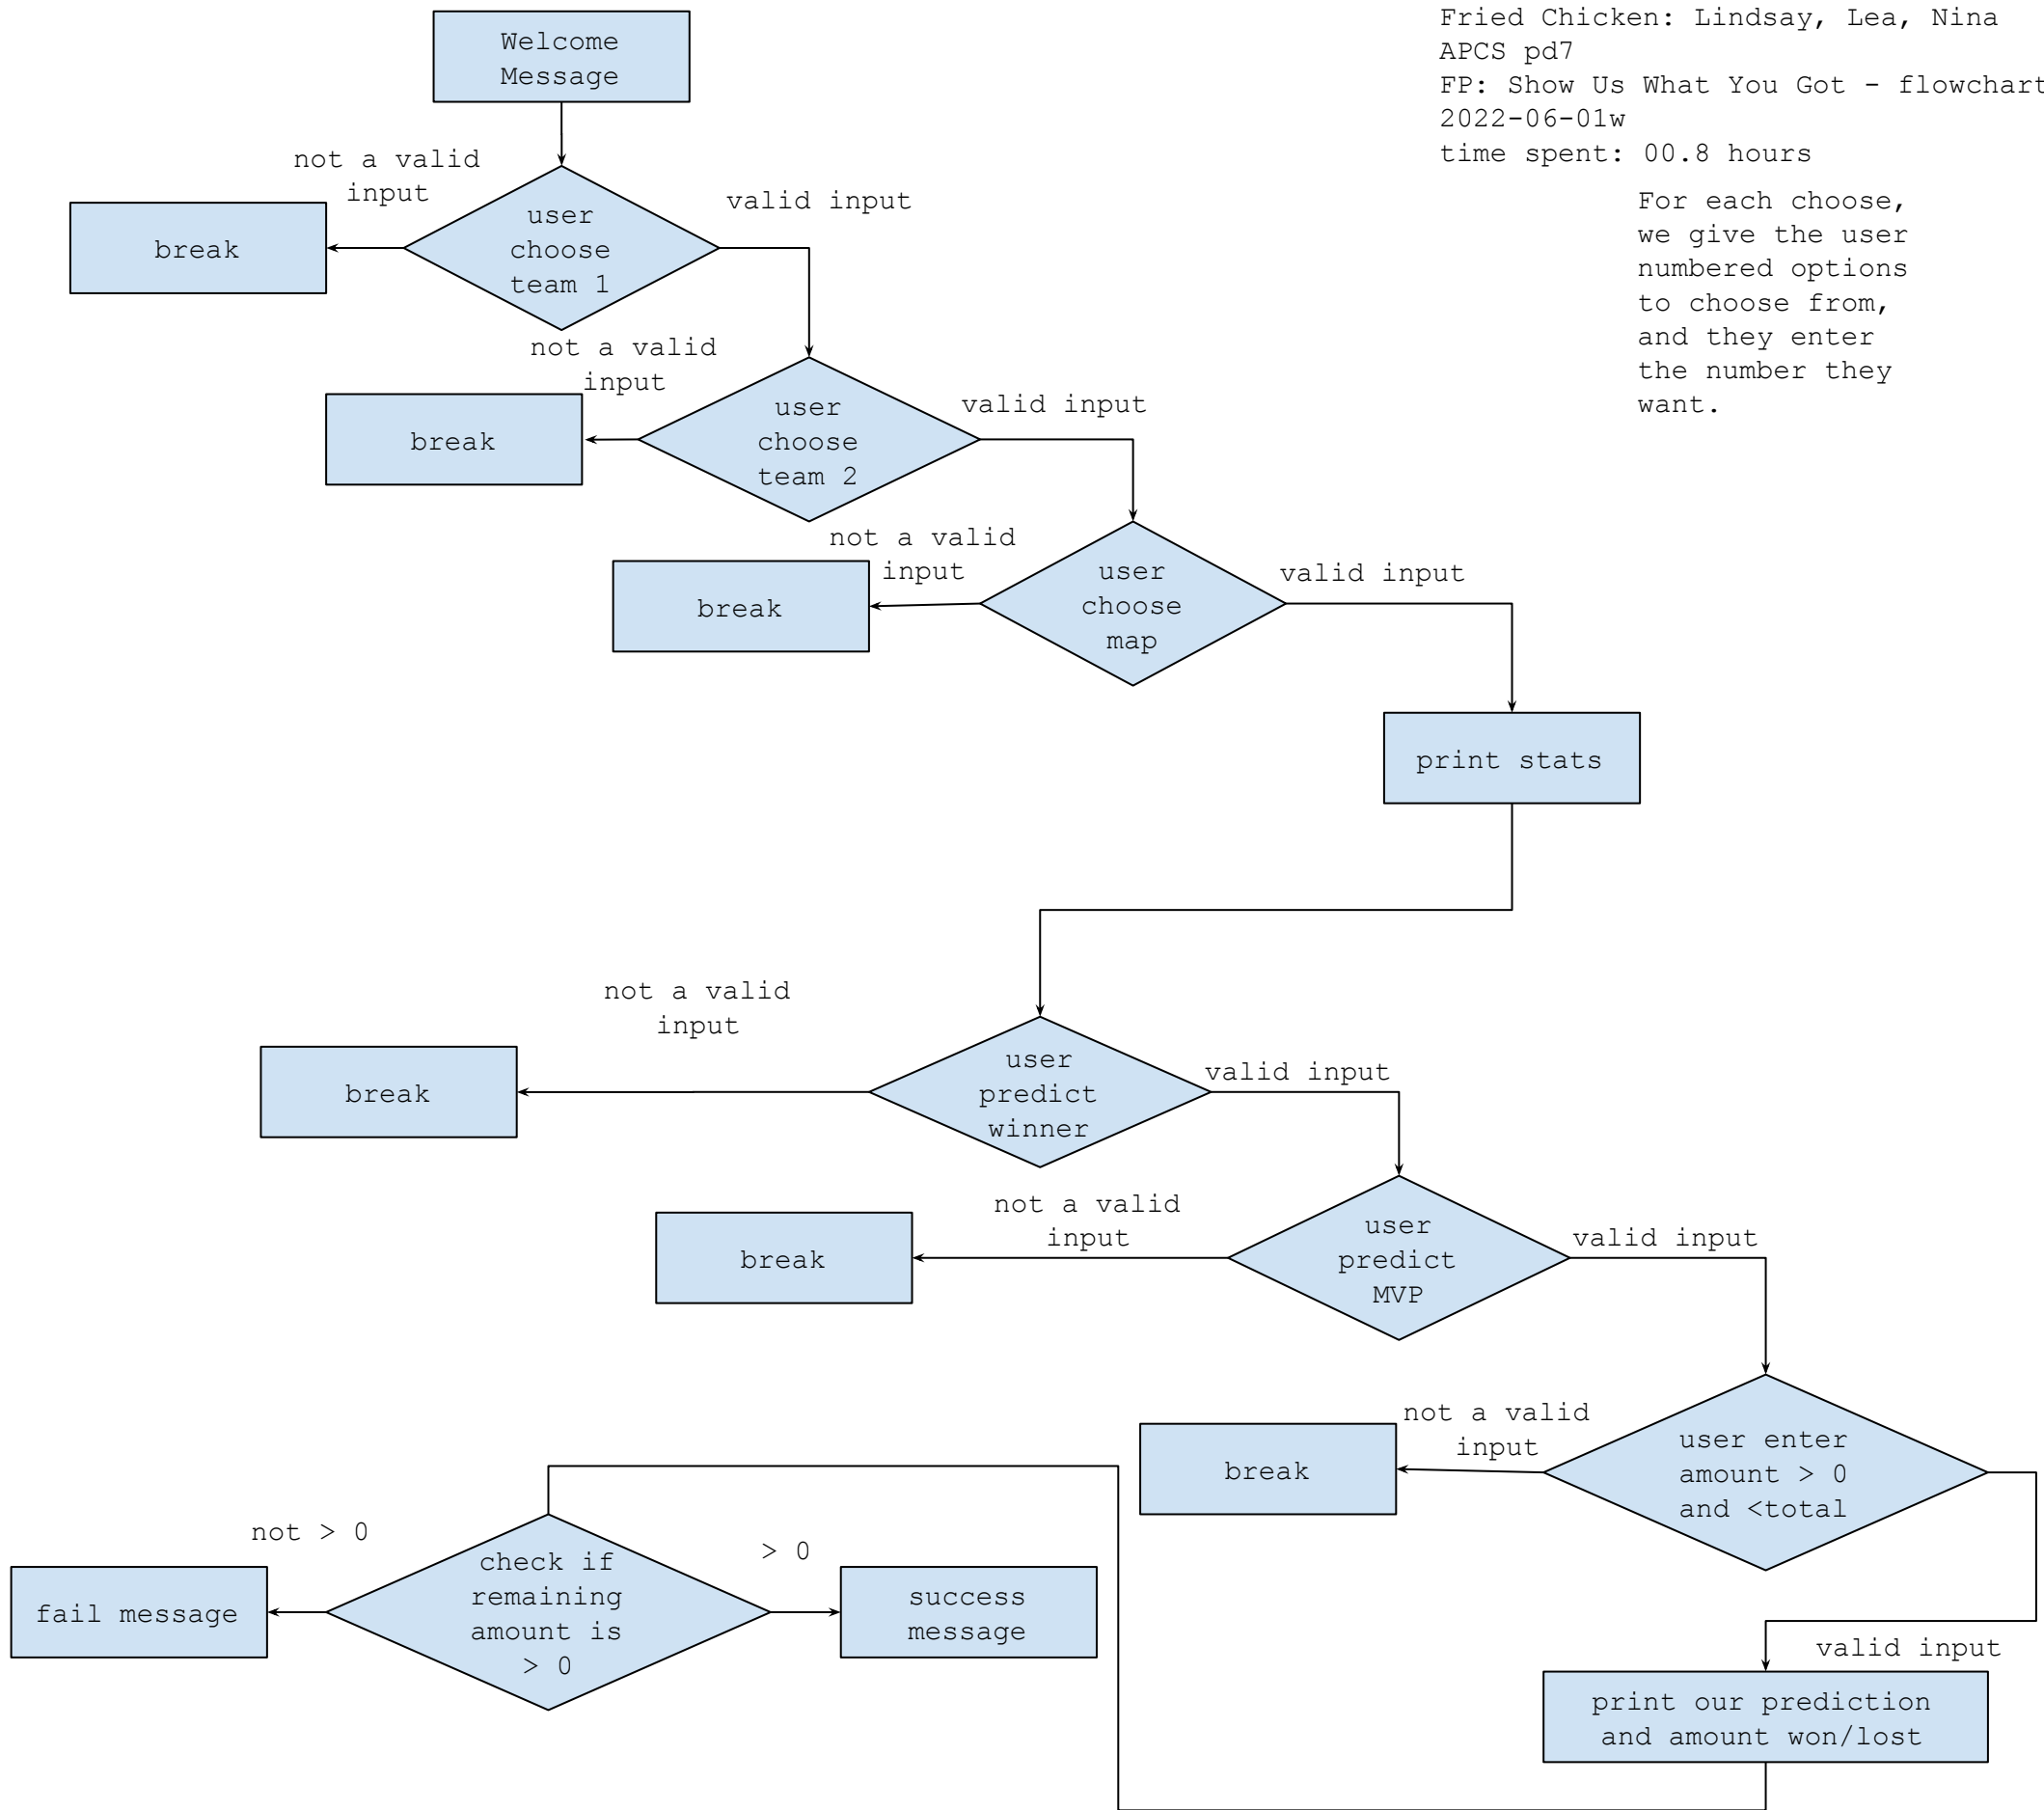 Fried Chicken: Lindsay, Lea, Nina
APCS pd7
FP: Show Us What You Got - flowchart
2022-06-01w
time spent: 00.8 hours
For each choose,
we give the user
numbered options
to choose from,
and they enter
the number they
want.
Welcome
Message
not a valid
input
valid input
break
user
choose
team 1
not a valid
input
valid input
break
user
choose
team 2
not a valid
input
valid input
break
user
choose
map
print stats
not a valid
input
break
user
predict
winner
valid input
not a valid
input
break
user
predict
MVP
valid input
not a valid
input
break
user enter
amount > 0
and <total
not > 0
> 0
fail message
check if
remaining
amount is
> 0
success
message
valid input
print our prediction
and amount won/lost